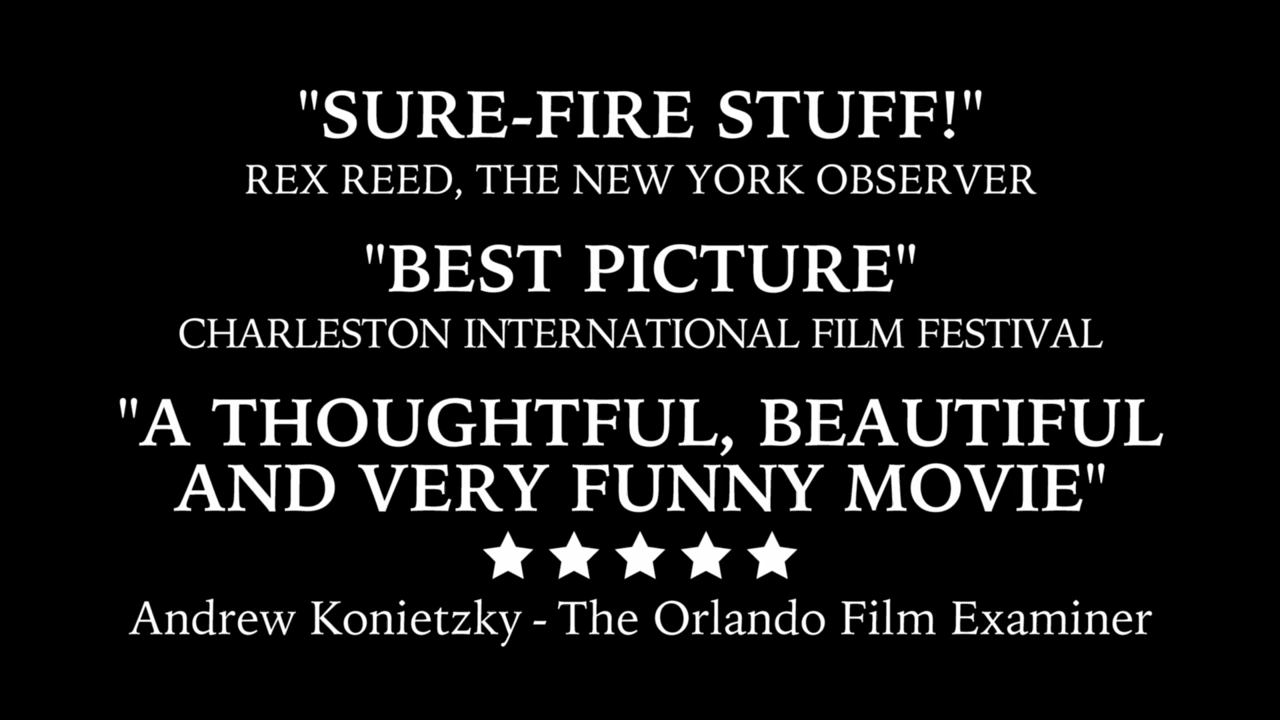 "SURE-FIRE STUFF!"
REX REED, THE NEW YORK OBSERVER
"BEST PICTURE"
CHARLESTON INTERNATIONAL FILM FESTIVAL
"A THOUGHTFUL, BEAUTIFUL
AND VERY FUNNY MOVIE"
Andrew Konietzky - The Orlando Film Examiner